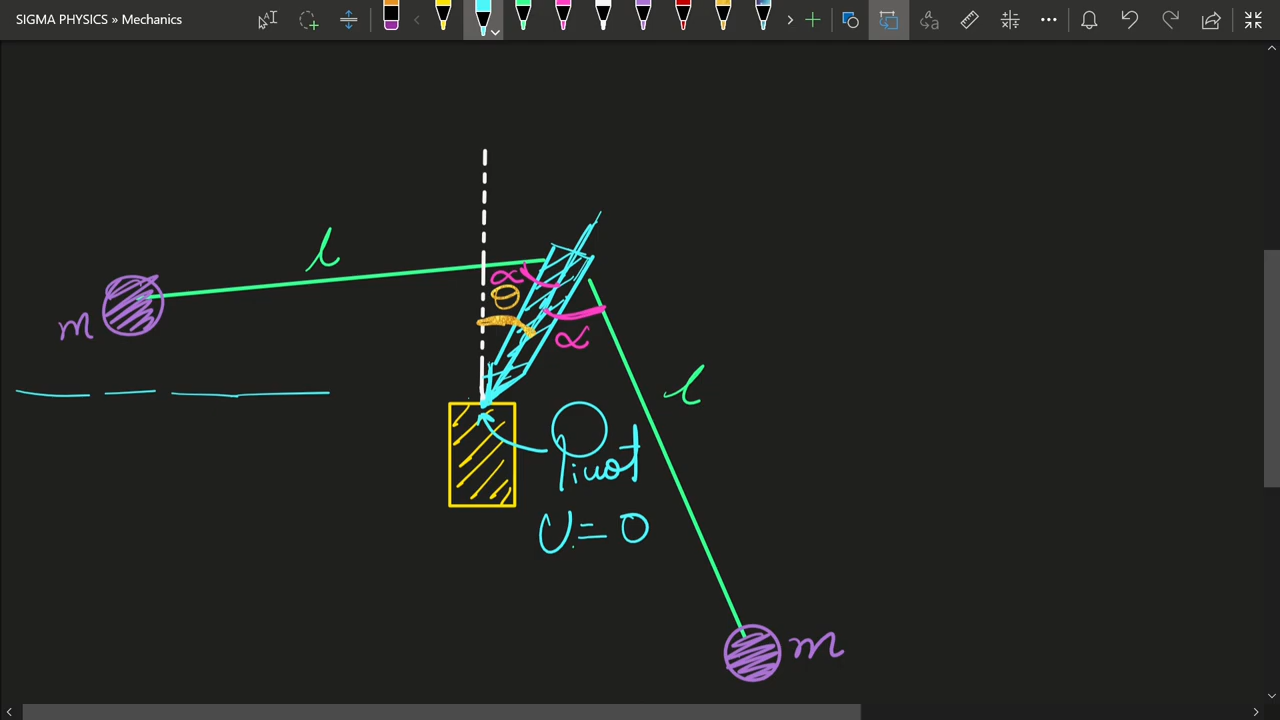 SIGMA PHYSICS » Mechanics
l
α
θ
m
α
l
Pivot
U = 0
m